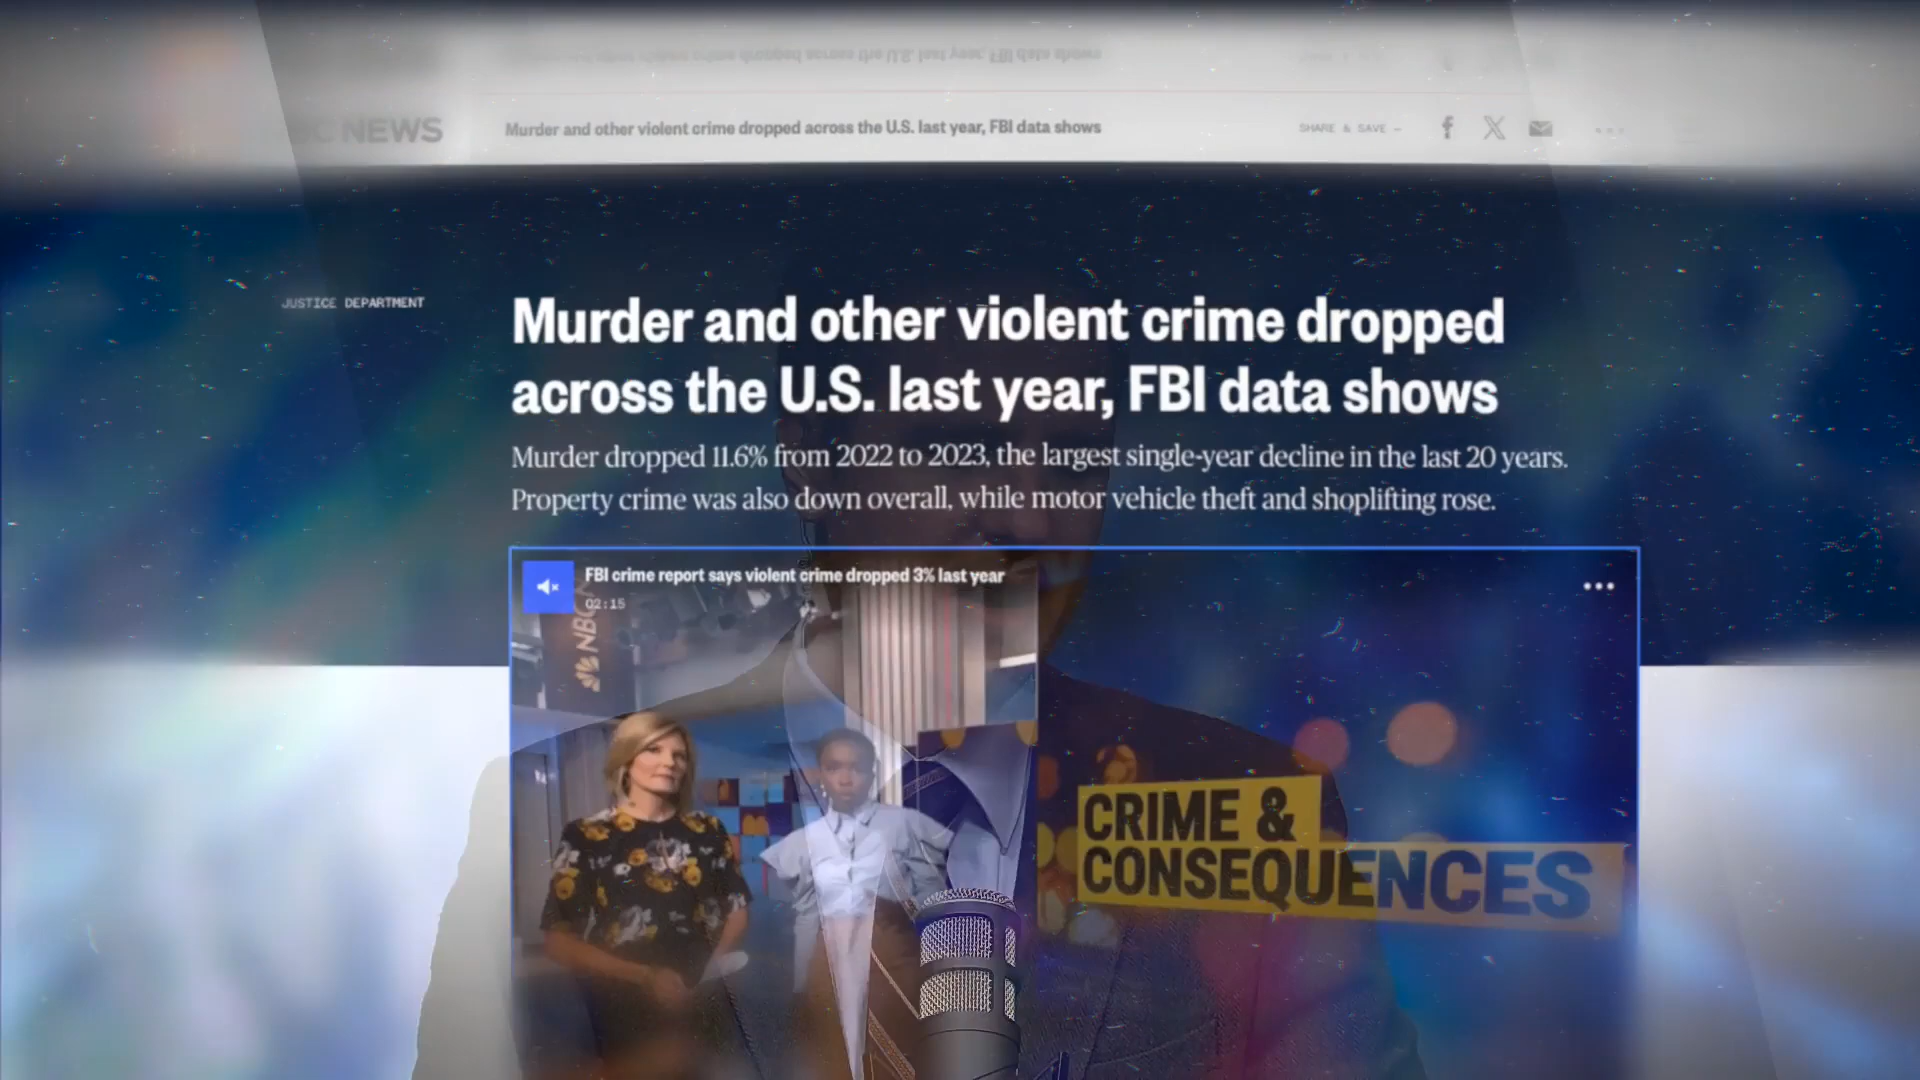 NEWS
Murder and other violent crime dropped across the U.S. last year, FBI data shows
SHARE & SAVE —
JUSTICE DEPARTMENT
Murder and other violent crime dropped
across the U.S. last year, FBI data shows
Murder dropped 11.6% from 2022 to 2023, the largest single-year decline in the last 20 years.
Property crime was also down overall, while motor vehicle theft and shoplifting rose.
FBI crime report says violent crime dropped 3% last year
02:15
NBC
CRIME &
CONSEQUENCES